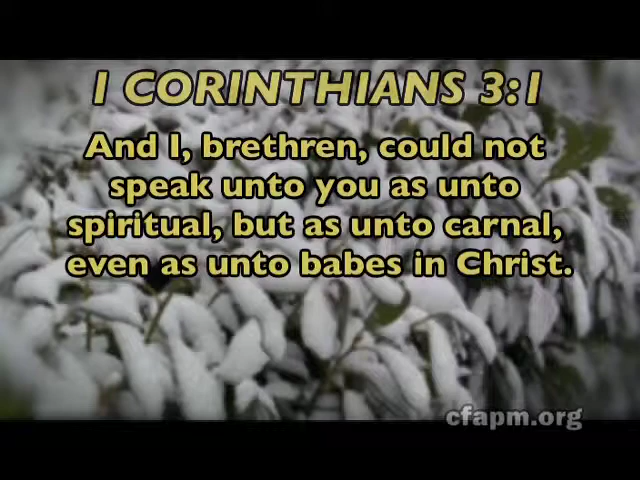 1 CORINTHIANS 3:1
And I, brethren, could not
speak unto you as unto
spiritual, but as unto carnal,
even as unto babes in Christ.
cfapm.org